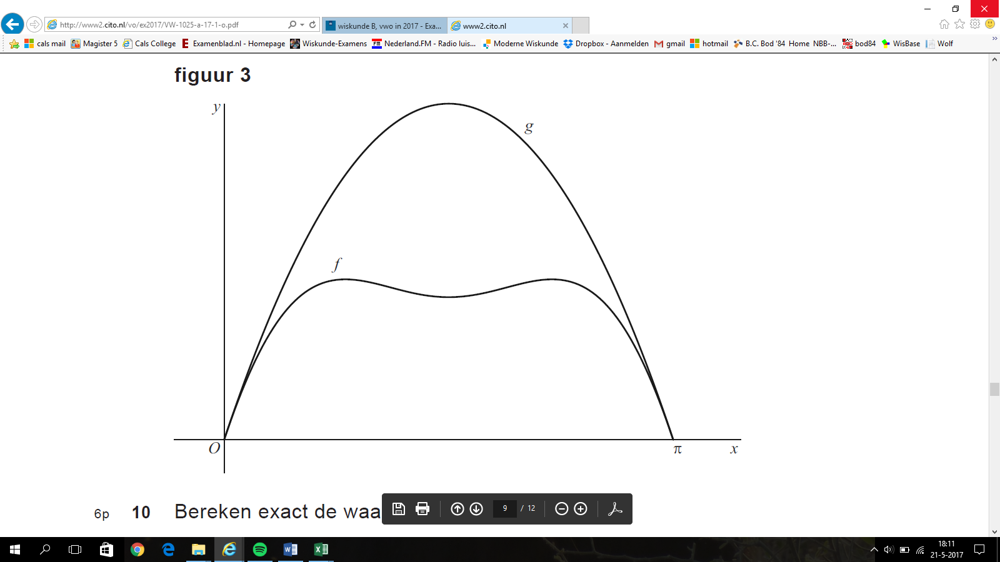 http://www2.cito.nl/vo/ex2017/VW-1025-a-17-1-o.pdf
wiskunde B, vwo in 2017 - Exa...
www2.cito.nl
cals mail
Magister 5
Cals College
Examenblad.nl - Homepage
Wiskunde-Examens
FM
Nederland.FM - Radio luis...
Moderne Wiskunde
Dropbox - Aanmelden
gmail
hotmail
B.C. Bod '84 Home NBB-...
bod84
WisBase
Wolf
figuur 3
y
g
f
O
π
x
6p 10 Bereken exact de waa
9 / 12
18:11
21-5-2017